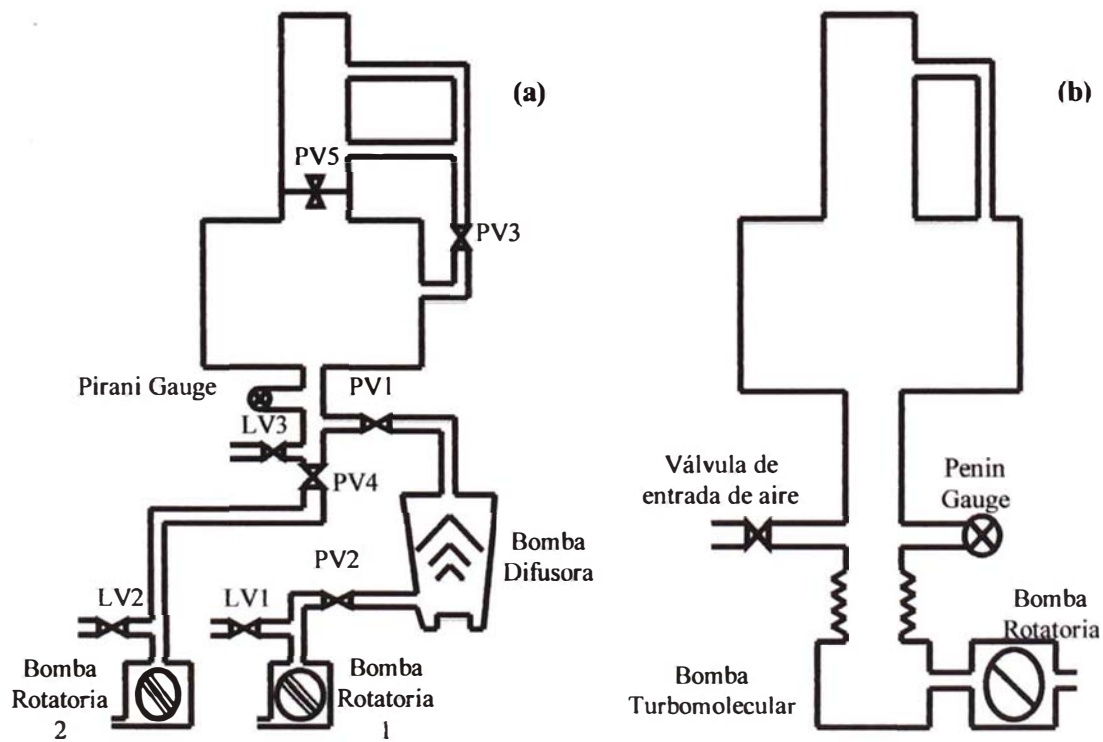 (a)
PV5
PV3
Pirani Gauge
PV1
LV3
PV4
Bomba
Difusora
PV2
LV2
LV1
Bomba
Rotatoria
2
Bomba
Rotatoria
1
(b)
Válvula de
entrada de aire
Penin
Gauge
Bomba
Rotatoria
Bomba
Turbomolecular